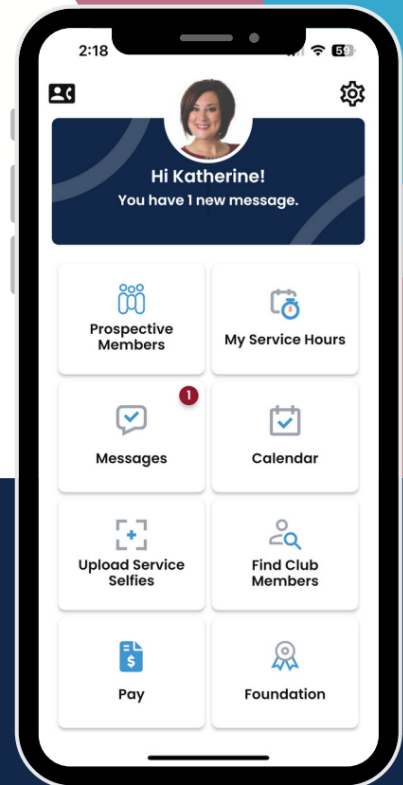 2:18
59
Hi Katherine!
You have 1 new message.
Prospective
Members
My Service Hours
1
Messages
Calendar
Upload Service
Selfies
Find Club
Members
$
Pay
Foundation